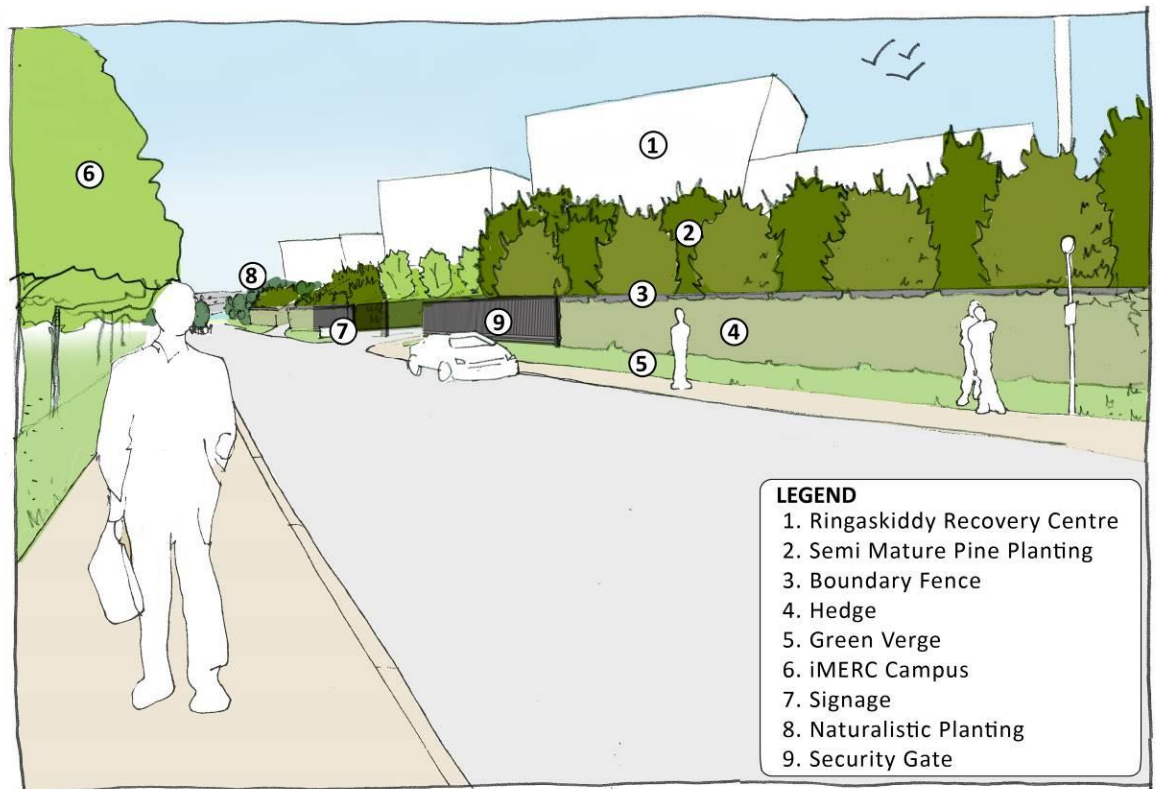 1
6
2
8
3
9
7
4
5
LEGEND
1. Ringaskiddy Recovery Centre
2. Semi Mature Pine Planting
3. Boundary Fence
4. Hedge
5. Green Verge
6. iMERC Campus
7. Signage
8. Naturalistic Planting
9. Security Gate